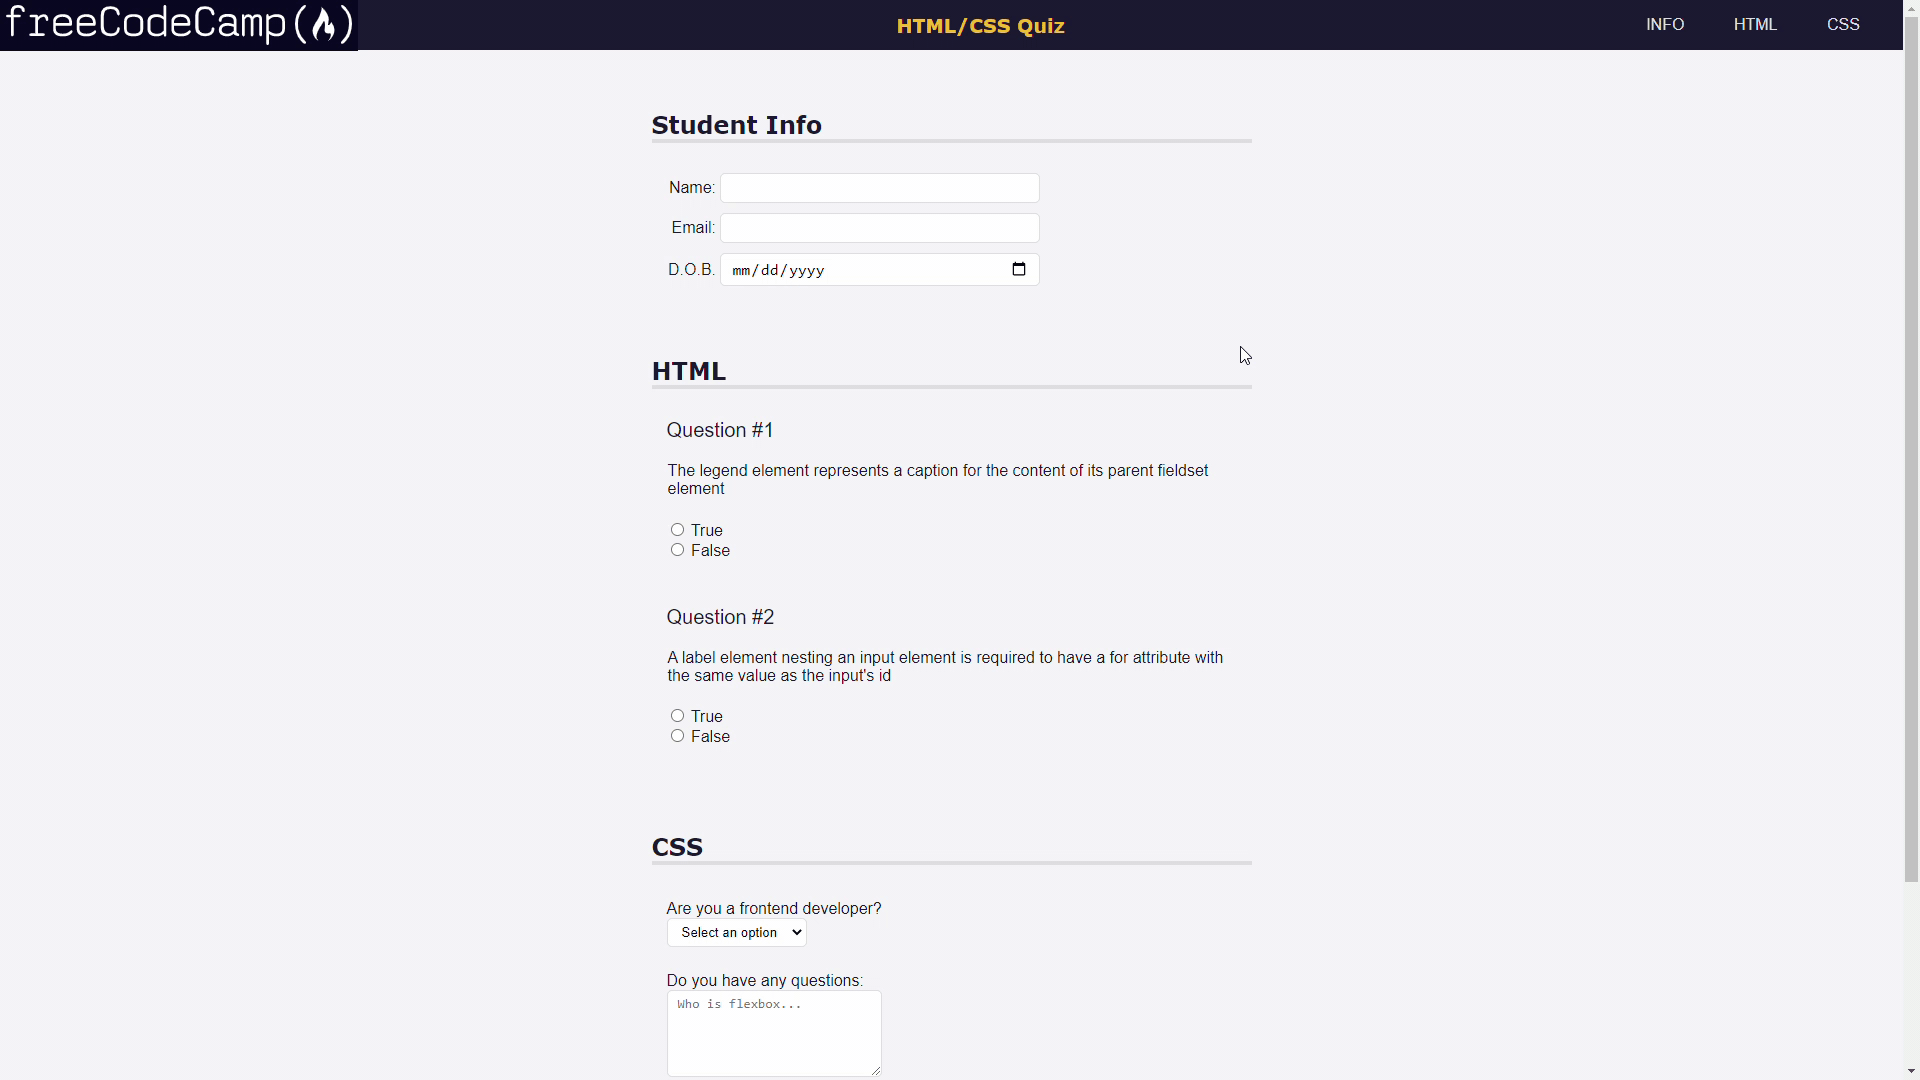 freeCodeCamp(🔥)
HTML/CSS Quiz
INFO
HTML
CSS
Student Info
Name:
Email:
D.O.B.
mm/dd/yyyy
HTML
Question #1
The legend element represents a caption for the content of its parent fieldset
element
True
False
Question #2
A label element nesting an input element is required to have a for attribute with
the same value as the input's id
True
False
CSS
Are you a frontend developer?
Select an option
Do you have any questions:
Who is flexbox...